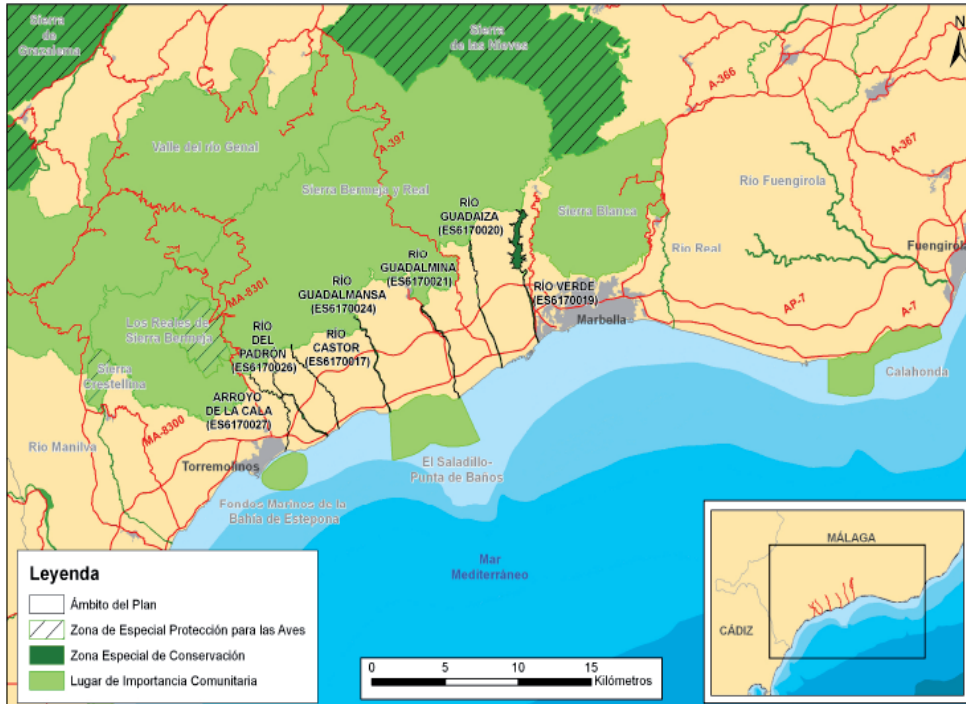 Sierra
de
Grazalema
Sierra
de las Nieves
N
A-366
A-367
A-397
Valle del río Genal
Sierra Bermeja y Real
RÍO
GUADAIZA
(ES6170020)
Sierra Blanca
Río Fuengirola
Río Real
Fuengirola
RÍO
GUADALMINA
(ES6170021)
RÍO
GUADALMANSA
(ES6170024)
RÍO VERDE
(ES6170019)
Marbella
AP-7
A-7
MA-8301
Los Reales de
Sierra Bermeja
RÍO
DEL
PADRÓN
(ES6170026)
RÍO
CASTOR
(ES6170017)
Sierra
Crestellina
ARROYO
DE LA CALA
(ES6170027)
Calahonda
MA-8300
Río Manilva
Torremolinos
El Saladillo-
Punta de Baños
Fondos Marinos de la
Bahía de Estepona
Mar
Mediterráneo
Leyenda
Ámbito del Plan
Zona de Especial Protección para las Aves
Zona Especial de Conservación
Lugar de Importancia Comunitaria
0 5 10 15
Kilómetros
MÁLAGA
CÁDIZ